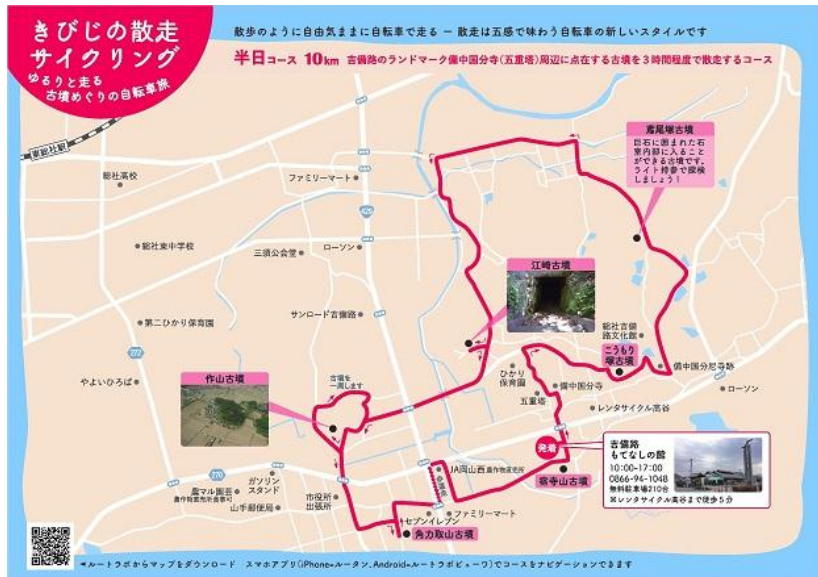 きびじの散走
サイクリング
ゆるりと走る
古墳めぐりの自転車旅
散歩のように自由気ままに自転車で走る － 散走は五感で味わう自転車の新しいスタイルです
半日コース 10km 吉備路のランドマーク備中国分寺(五重塔)周辺に点在する古墳を3時間程度で散走するコース
東総社駅
総社高校
ファミリーマート
429
鳶尾塚古墳
巨石に囲まれた石
室内部に入ること
ができる古墳です。
ライト持参で探検
しましょう！
総社東中学校
三須公会堂
ローソン
江崎古墳
サンロード吉備路
第二ひかり保育園
総社吉備
路文化館
こうもり
塚古墳
272
やよいひろば
作山古墳
古墳を
一周します
ひかり
保育園
備中国分寺
五重塔
備中国分尼寺跡
ローソン
レンタサイクル高谷
発着
吉備路
もてなしの館
10:00-17:00
0866-94-1048
無料駐車場210台
※レンタサイクル高谷まで徒歩5分
270
ガソリン
スタンド
農マル園芸
山手郵便局
市役所
出張所
JA岡山西農作物直売所
宿寺山古墳
セブンイレブン
ファミリーマート
角力取山古墳
◄ルートラボからマップをダウンロード スマホアプリ(iPhone=ルータン、Android=ルートラボビューワ)でコースをナビゲーションできます